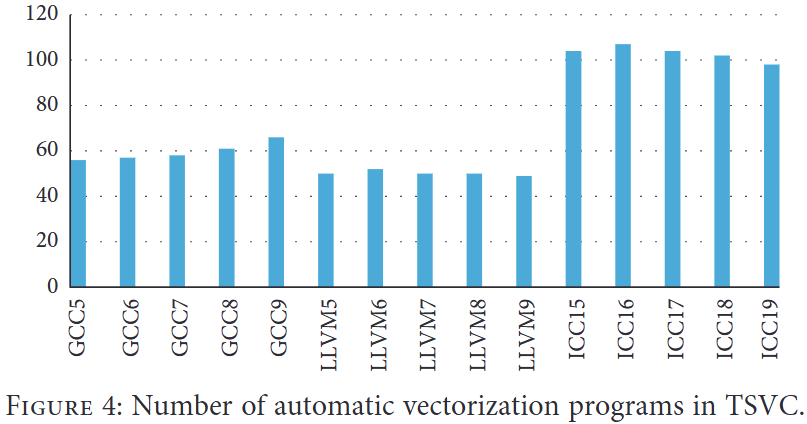 120
100
80
60
40
20
0
GCC5
GCC6
GCC7
GCC8
GCC9
LLVM5
LLVM6
LLVM7
LLVM8
LLVM9
ICC15
ICC16
ICC17
ICC18
ICC19
FIGURE 4: Number of automatic vectorization programs in TSVC.